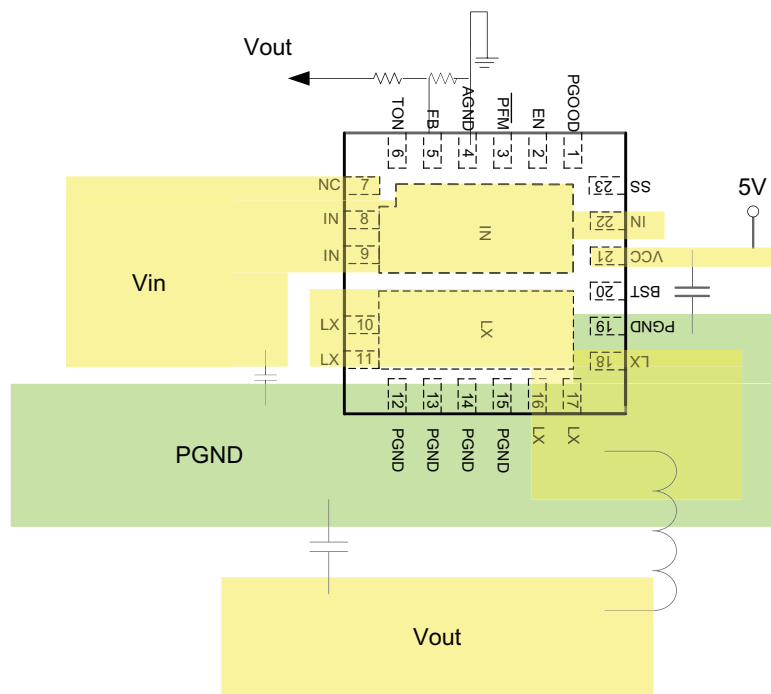 Vout
TON
FB
AGND
PFM
EN
PGOOD
6
5
4
3
2
1
NC 7
IN 8
IN 9
LX 10
LX 11
23 SS
22 IN
21 VCC
20 BST
19 PGND
18 LX
5V
IN
LX
Vin
12
13
14
15
16
17
PGND
PGND
PGND
PGND
LX
LX
PGND
Vout